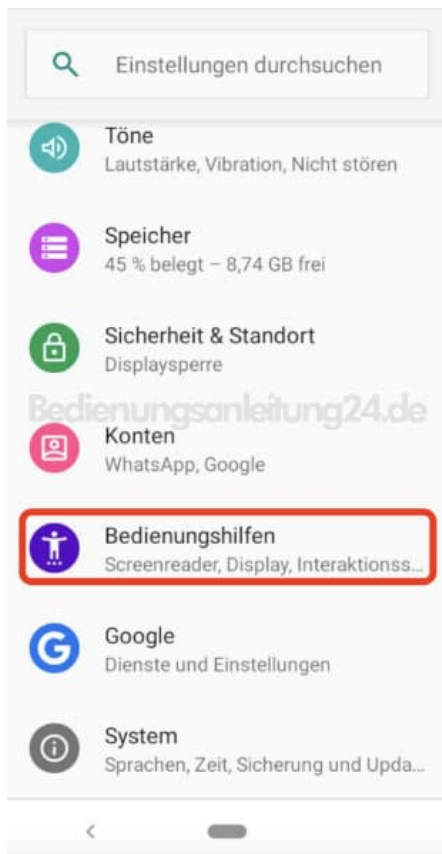 Einstellungen durchsuchen
Töne
Lautstärke, Vibration, Nicht stören
Speicher
45 % belegt – 8,74 GB frei
Sicherheit & Standort
Displaysperre
Bedienungsanleitung24.de
Konten
WhatsApp, Google
Bedienungshilfen
Screenreader, Display, Interaktionss...
Google
Dienste und Einstellungen
System
Sprachen, Zeit, Sicherung und Upda...